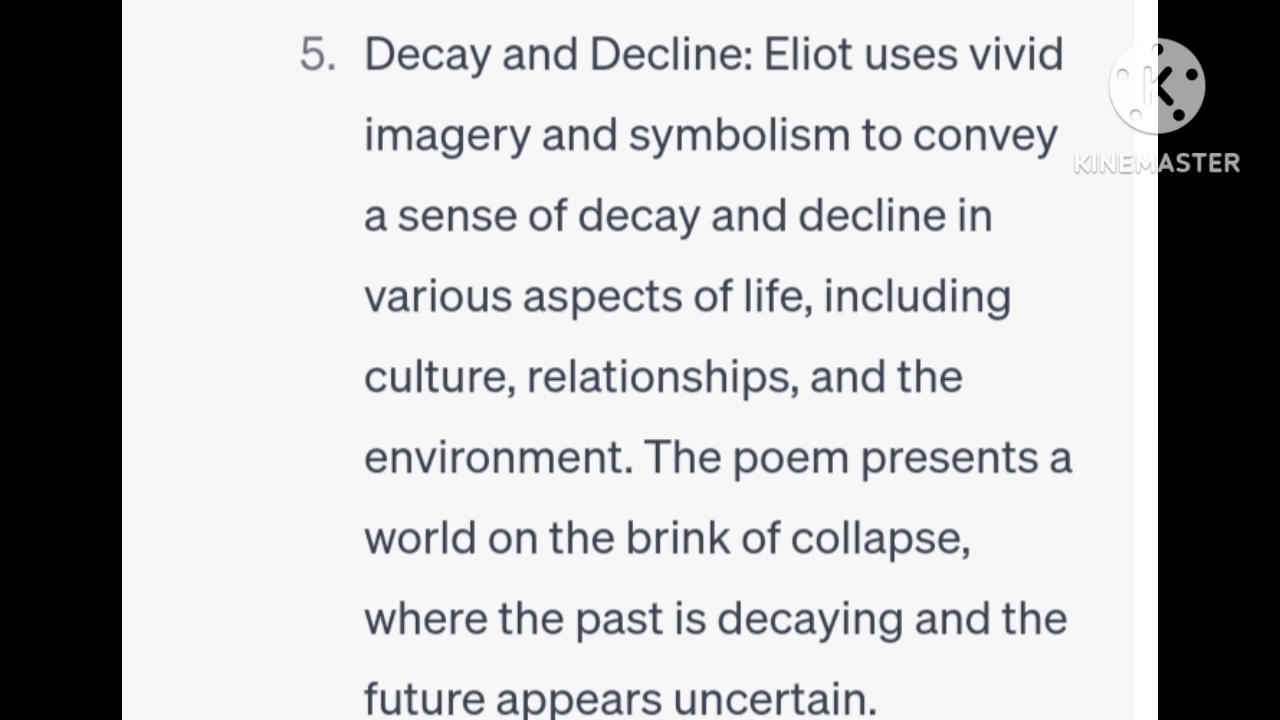 5. Decay and Decline: Eliot uses vivid
imagery and symbolism to convey
a sense of decay and decline in
various aspects of life, including
culture, relationships, and the
environment. The poem presents a
world on the brink of collapse,
where the past is decaying and the
future appears uncertain.
K
KINEMASTER